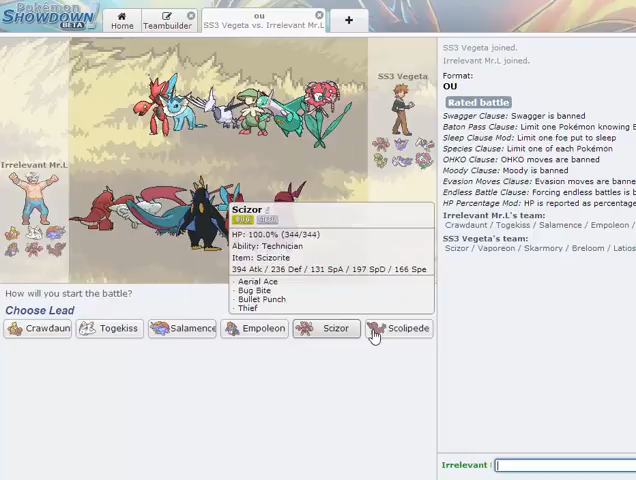 Pokémon
SHOWDOWN
BETA
Home
Teambuilder
OU
SS3 Vegeta vs. Irrelevant Mr.L
+
SS3 Vegeta joined.
Irrelevant Mr.L joined.
Format:
OU
Rated battle
Swagger Clause: Swagger is banned
Baton Pass Clause: Limit one Pokémon knowing B
Sleep Clause Mod: Limit one foe put to sleep
Species Clause: Limit one of each Pokémon
OHKO Clause: OHKO moves are banned
Moody Clause: Moody is banned
Evasion Moves Clause: Evasion moves are bann
Endless Battle Clause: Forcing endless battles i
HP Percentage Mod: HP is reported as percentag
Irrelevant Mr.L's team:
Crawdaunt / Togekiss / Salamence / Empoleon /
SS3 Vegeta's team:
Scizor / Vaporeon / Skarmory / Breloom / Latios
SS3 Vegeta
Irrelevant Mr.L
Scizor
BUG STEEL
HP: 100.0% (344/344)
Ability: Technician
Item: Scizorite
394 Atk / 236 Def / 131 SpA / 197 SpD / 166 Spe
- Aerial Ace
- Bug Bite
- Bullet Punch
- Thief
How will you start the battle?
Choose Lead
Crawdaun
Togekiss
Salamence
Empoleon
Scizor
Scolipede
Irrelevant